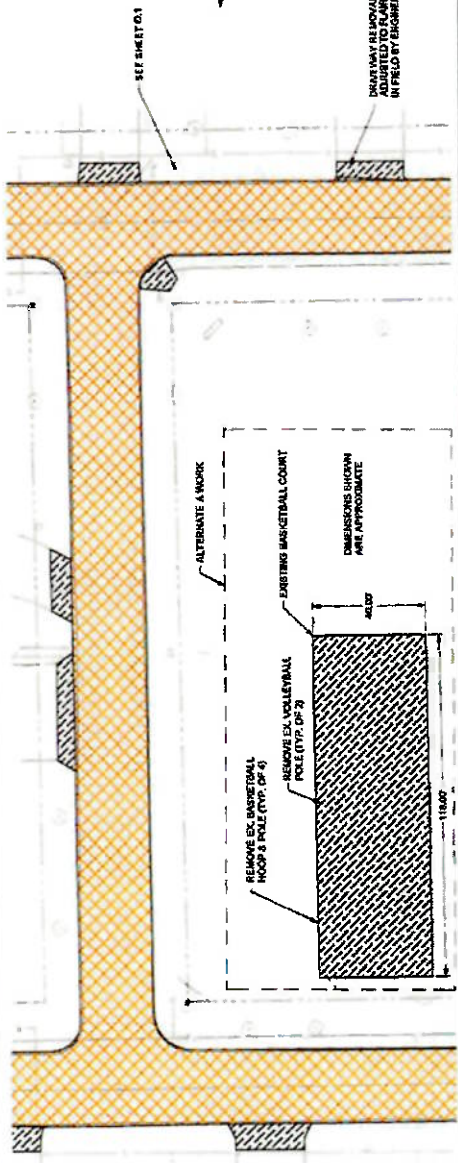 SEE SHEET 0.1
DRIVEWAY REMOVAL
ADJUSTED TO
IN FIELD BY ENGINEER
ALTERNATE A WORK
EXISTING BASKETBALL COURT
DIMENSIONS SHOWN
ARE APPROXIMATE
REMOVE EX. VOLLEYBALL
POLE (TYP. OF 2)
REMOVE EX. BASKETBALL
HOOP & POLE (TYP. OF 4)
40.00'
118.00'